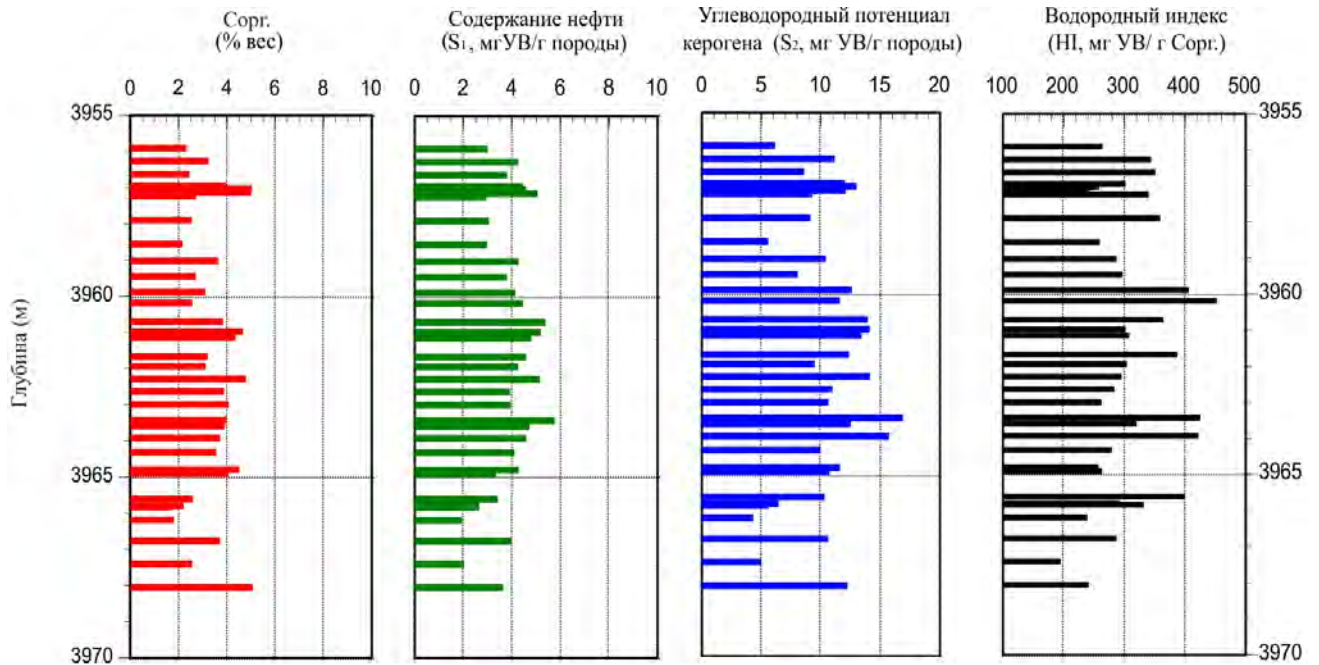 Сорг.
(% вес)
0 2 4 6 8 10
Содержание нефти
(S1, мгУВ/г породы)
0 2 4 6 8 10
Углеводородный потенциал
керогена (S2, мг УВ/г породы)
0 5 10 15 20
Водородный индекс
(HI, мг УВ/ г Сорг.)
100 200 300 400 500
Глубина (м)
3955
3960
3965
3970
3955
3960
3965
3970